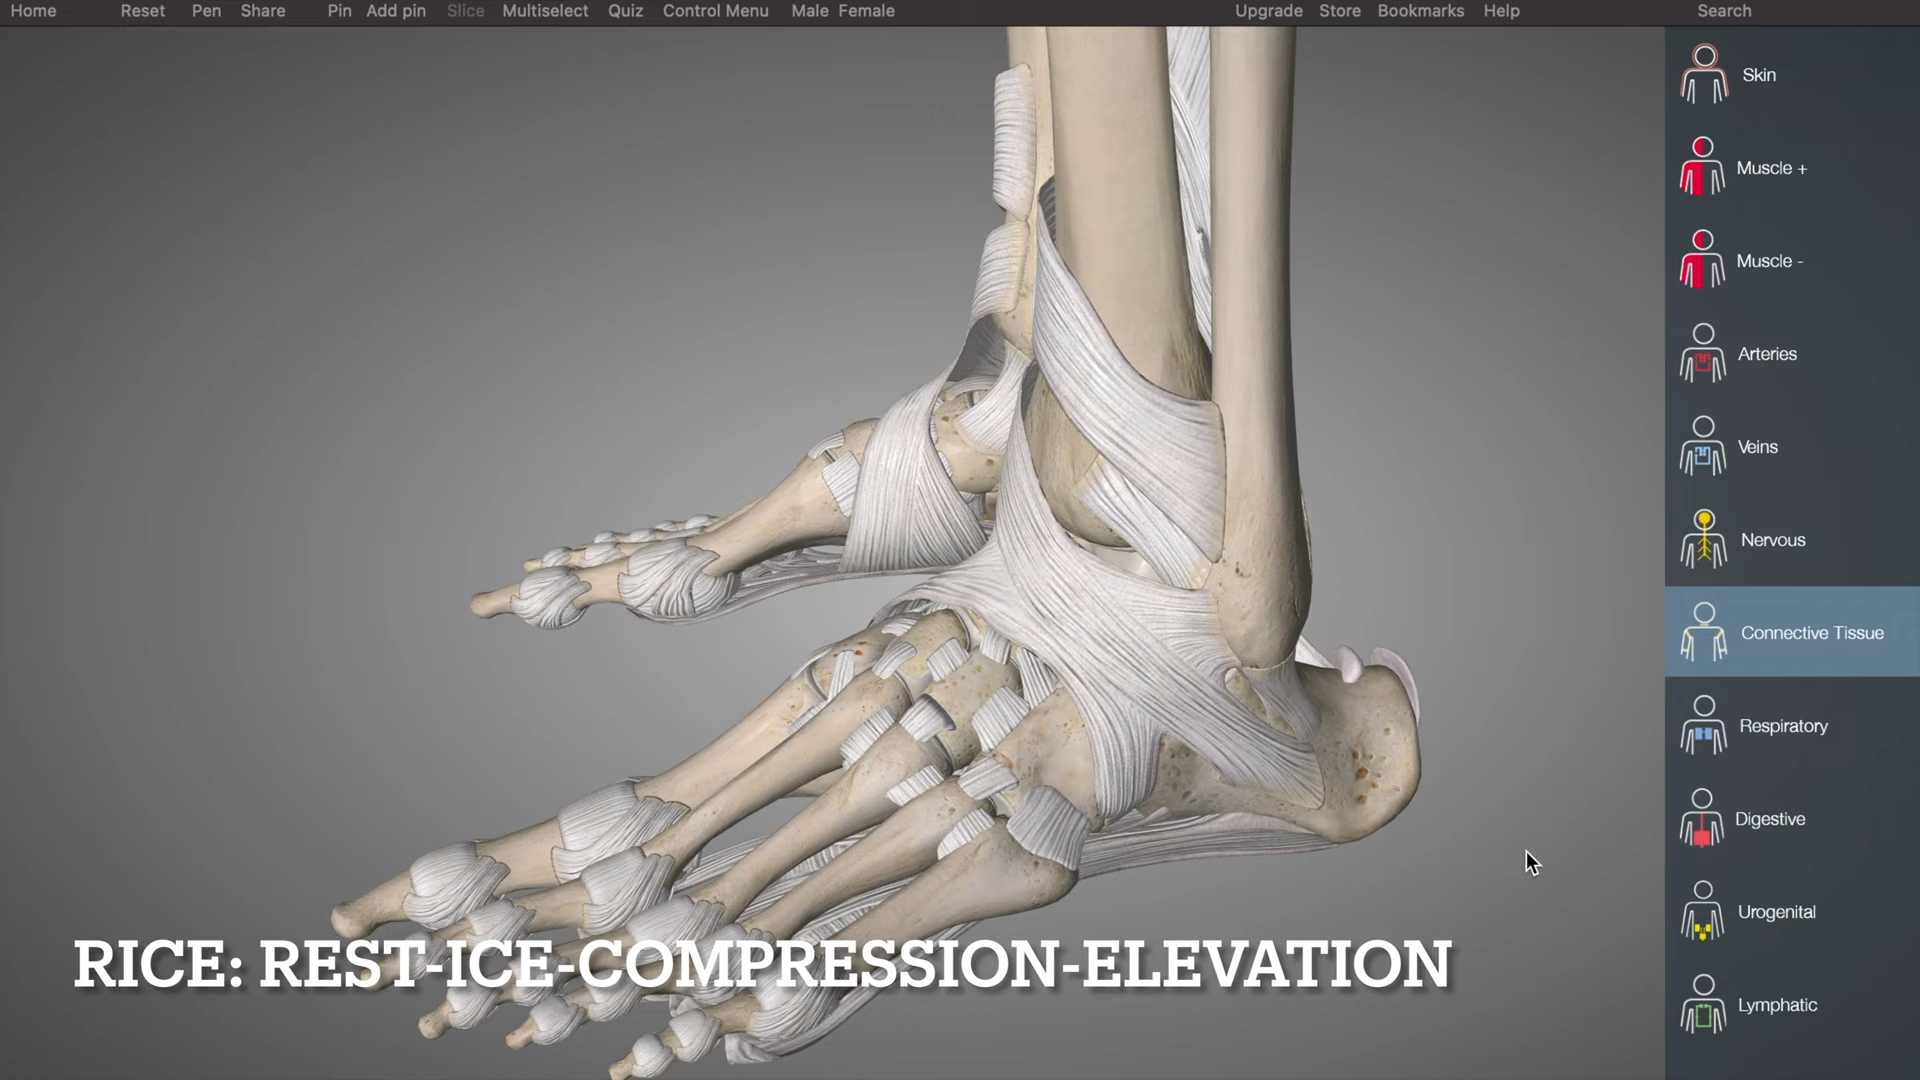 Home Reset Pen Share Pin Add pin Slice Multiselect Quiz Control Menu Male Female Upgrade Store Bookmarks Help Search
Skin
Muscle +
Muscle -
Arteries
Veins
Nervous
Connective Tissue
Respiratory
Digestive
Urogenital
Lymphatic
RICE: REST-ICE-COMPRESSION-ELEVATION